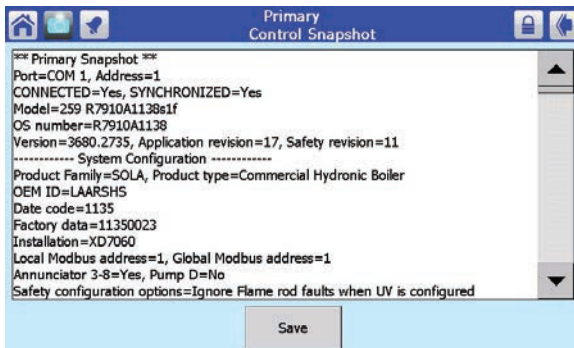 Primary
Control Snapshot
** Primary Snapshot **
Port=COM 1, Address=1
CONNECTED=Yes, SYNCHRONIZED=Yes
Model=259 R7910A1138s1f
OS number=R7910A1138
Version=3680.2735, Application revision=17, Safety revision=11
------------ System Configuration ------------
Product Family=SOLA, Product type=Commercial Hydronic Boiler
OEM ID=LAARSHS
Date code=1135
Factory data=11350023
Installation=XD7060
Local Modbus address=1, Global Modbus address=1
Annunciator 3-8=Yes, Pump D=No
Safety configuration options=Ignore Flame rod faults when UV is configured
Save